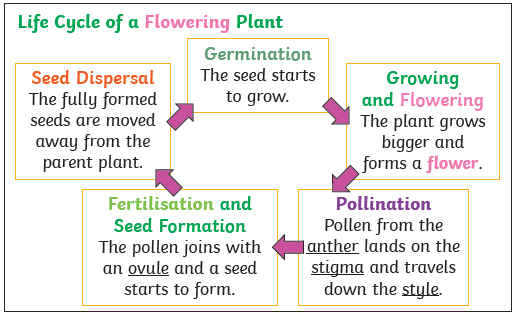 Life Cycle of a Flowering Plant
Germination
The seed starts
to grow.
Growing
and Flowering
The plant grows
bigger and
forms a flower.
Pollination
Pollen from the
anther lands on the
stigma and travels
down the style.
Fertilisation and
Seed Formation
The pollen joins with
an ovule and a seed
starts to form.
Seed Dispersal
The fully formed
seeds are moved
away from the
parent plant.